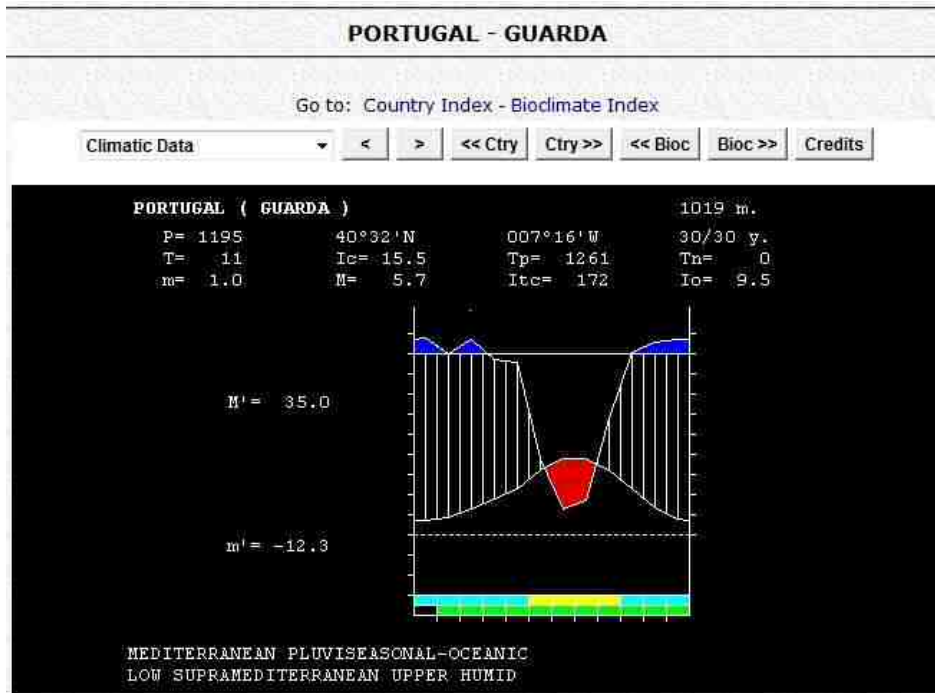 PORTUGAL - GUARDA
Go to: Country Index - Bioclimate Index
Climatic Data < > << Ctry Ctry >> << Bioc Bioc >> Credits
PORTUGAL ( GUARDA ) 1019 m.
P= 1195 40°32'N 007°16'W 30/30 y.
T= 11 Ic= 15.5 Tp= 1261 Tn= 0
m= 1.0 M= 5.7 Itc= 172 Io= 9.5
M'= 35.0
m'= -12.3
MEDITERRANEAN PLUVISEASONAL-OCEANIC
LOW SUPRAMEDITERRANEAN UPPER HUMID